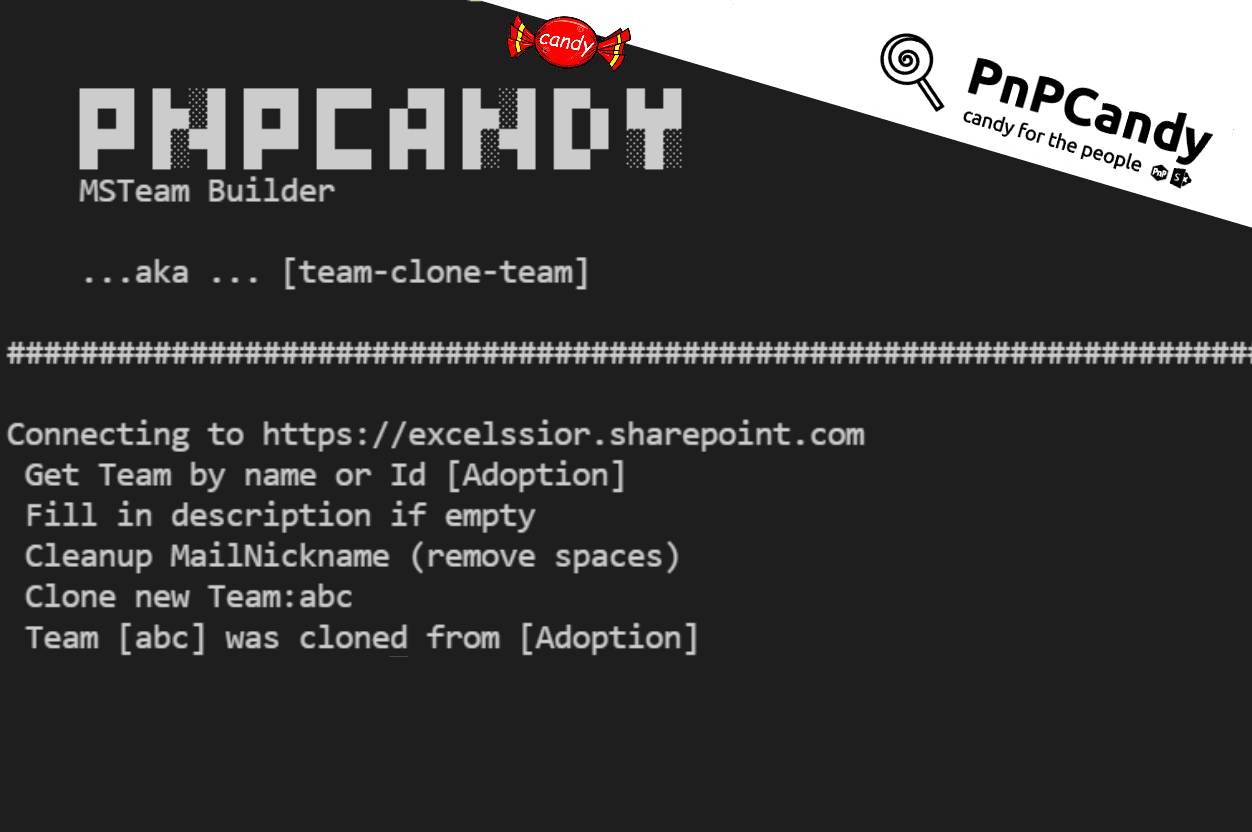 candy
PnPCandy
candy for the people
PnP
S
PNPCANDY
MSTeam Builder
...aka ... [team-clone-team]
####################################################################
Connecting to https://excelssior.sharepoint.com
Get Team by name or Id [Adoption]
Fill in description if empty
Cleanup MailNickname (remove spaces)
Clone new Team:abc
Team [abc] was cloned from [Adoption]